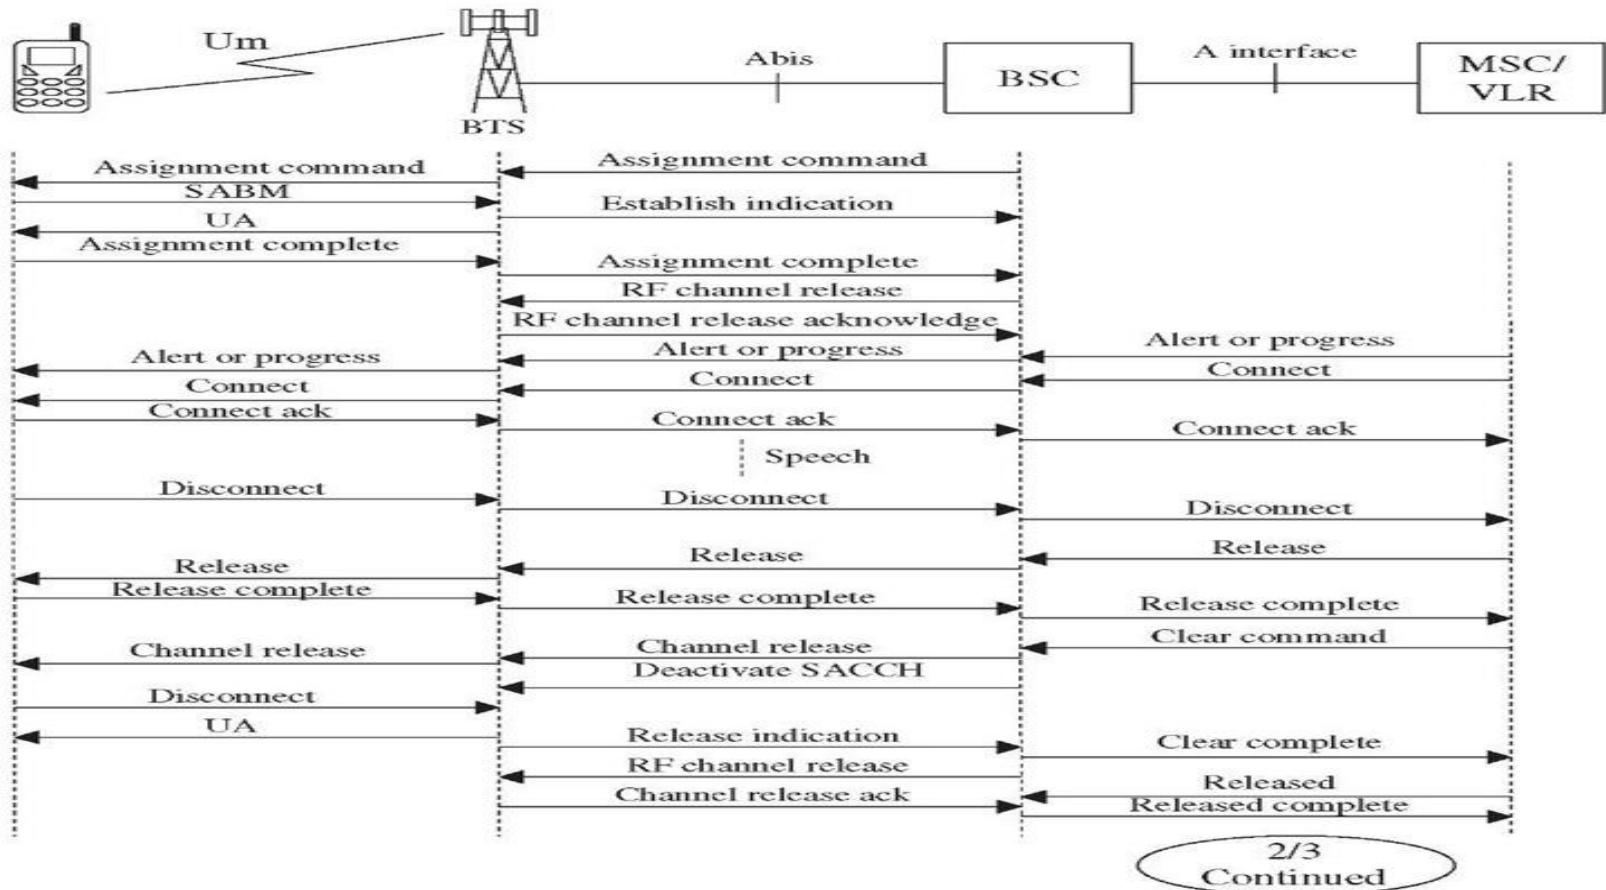 Um
Abis
BSC
A interface
MSC/
VLR
BTS
Assignment command
Assignment command
SABM
Establish indication
UA
Assignment complete
Assignment complete
RF channel release
RF channel release acknowledge
Alert or progress
Alert or progress
Alert or progress
Connect
Connect
Connect
Connect ack
Connect ack
Connect ack
Speech
Disconnect
Disconnect
Disconnect
Release
Release
Release
Release complete
Release complete
Release complete
Clear command
Channel release
Channel release
Deactivate SACCH
Disconnect
UA
Release indication
Clear complete
RF channel release
Released
Channel release ack
Released complete
2/3
Continued